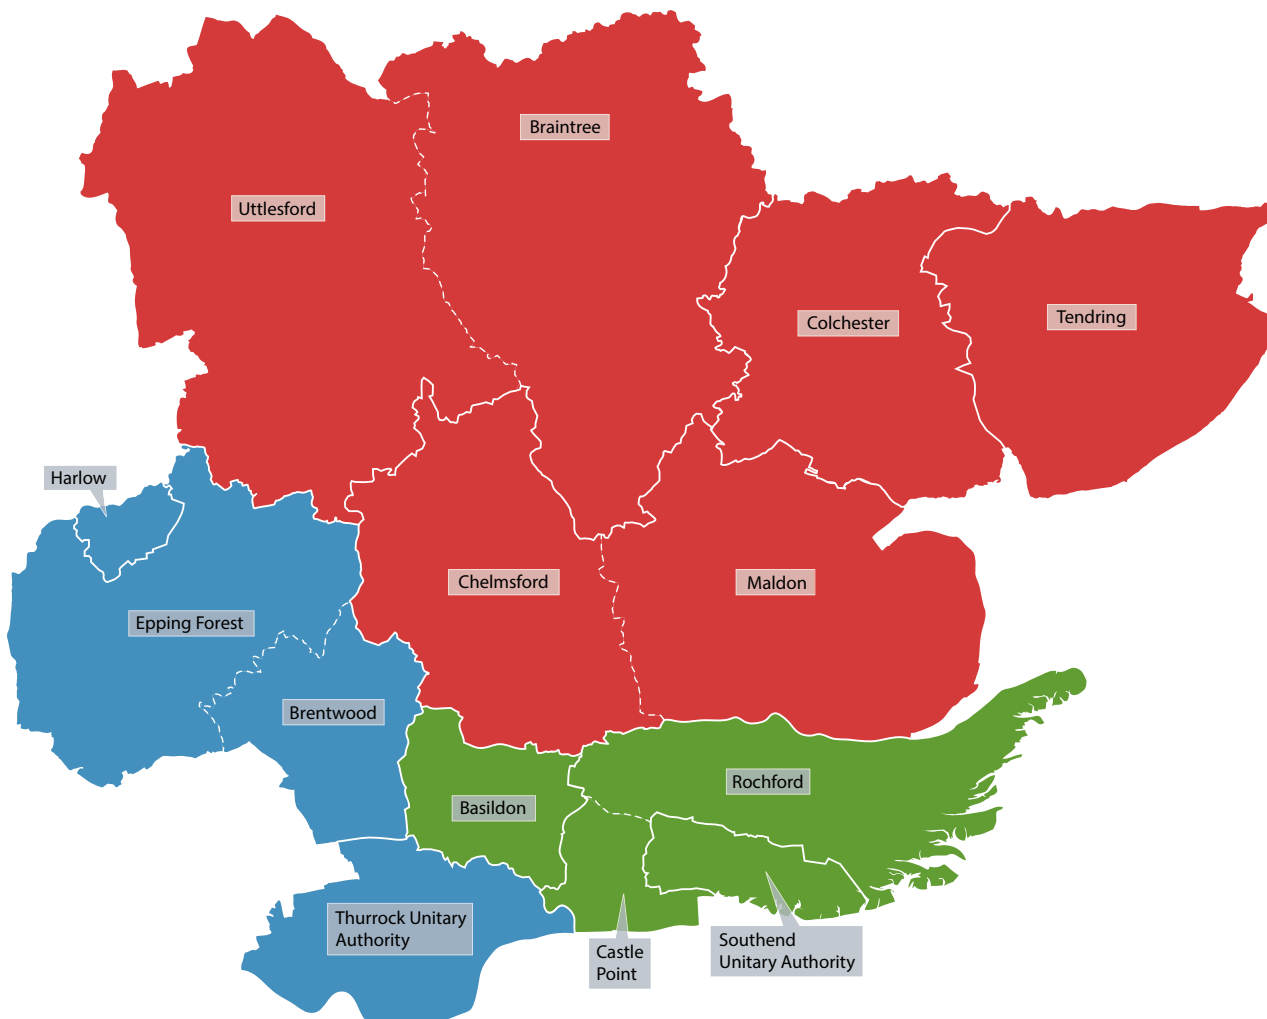 Braintree
Uttlesford
Colchester
Tendring
Harlow
Chelmsford
Maldon
Epping Forest
Brentwood
Rochford
Basildon
Thurrock Unitary
Authority
Castle
Point
Southend
Unitary Authority